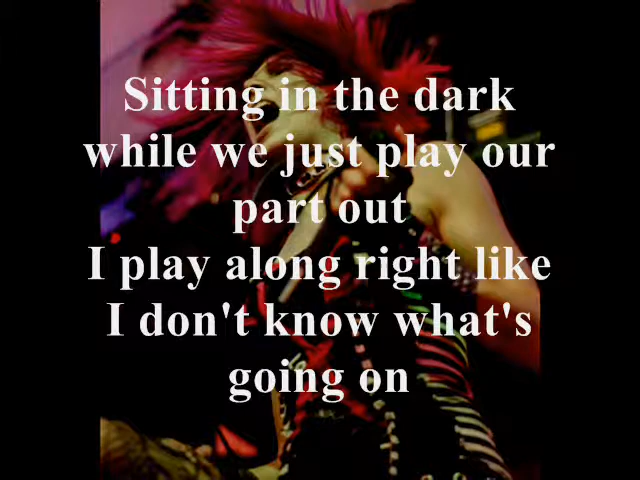 Sitting in the dark
while we just play our
part out
I play along right like
I don't know what's
going on